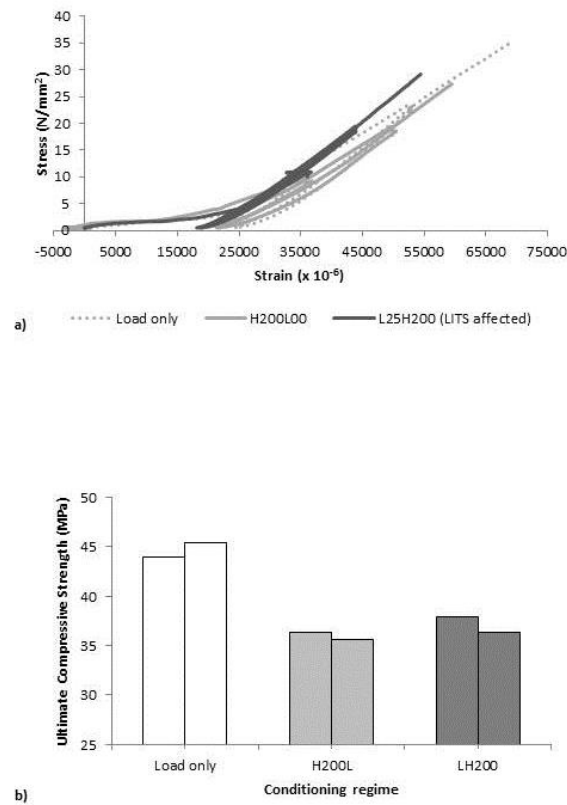 40
35
30
25
20
15
10
5
0
Stress (N/mm²)
-5000 5000 15000 25000 35000 45000 55000 65000 75000
Strain (x 10⁻⁶)
a) Load only H200L00 L25H200 (LITS affected)
50
45
40
35
30
25
Ultimate Compressive Strength (MPa)
Load only H200L LH200
Conditioning regime
b)